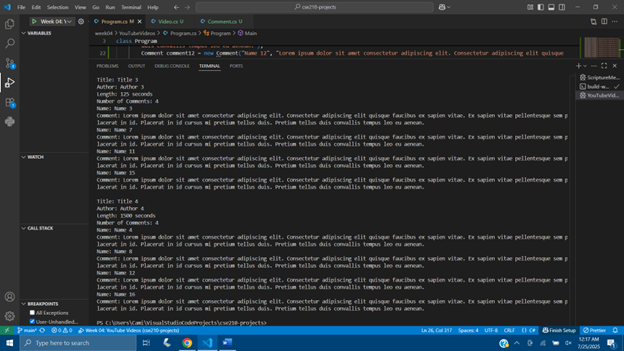 File Edit Selection View Go Run Terminal Help
cse210-projects
Week 04:
Program.cs M
Video.cs U
Comment.cs U
week04 > YouTubeVideos > Program.cs > Program > Main
VARIABLES
class Program
22 Comment comment12 = new Comment("Name 12", "Lorem ipsum dolor sit amet consectetur adipiscing elit. Consectetur adipiscing elit quisque
PROBLEMS OUTPUT DEBUG CONSOLE TERMINAL PORTS
Title: Title 3
Author: Author 3
Length: 125 seconds
Number of Comments: 4
Name: Name 3
Comment: Lorem ipsum dolor sit amet consectetur adipiscing elit. Consectetur adipiscing elit quisque faucibus ex sapien vitae. Ex sapien vitae pellentesque sem p
lacerat in id. Placerat in id cursus mi pretium tellus duis. Pretium tellus duis convallis tempus leo eu aenean.
Name: Name 7
Comment: Lorem ipsum dolor sit amet consectetur adipiscing elit. Consectetur adipiscing elit quisque faucibus ex sapien vitae. Ex sapien vitae pellentesque sem p
lacerat in id. Placerat in id cursus mi pretium tellus duis. Pretium tellus duis convallis tempus leo eu aenean.
Name: Name 11
Comment: Lorem ipsum dolor sit amet consectetur adipiscing elit. Consectetur adipiscing elit quisque faucibus ex sapien vitae. Ex sapien vitae pellentesque sem p
lacerat in id. Placerat in id cursus mi pretium tellus duis. Pretium tellus duis convallis tempus leo eu aenean.
Name: Name 15
Comment: Lorem ipsum dolor sit amet consectetur adipiscing elit. Consectetur adipiscing elit quisque faucibus ex sapien vitae. Ex sapien vitae pellentesque sem p
lacerat in id. Placerat in id cursus mi pretium tellus duis. Pretium tellus duis convallis tempus leo eu aenean.
Title: Title 4
Author: Author 4
Length: 1500 seconds
Number of Comments: 4
Name: Name 4
Comment: Lorem ipsum dolor sit amet consectetur adipiscing elit. Consectetur adipiscing elit quisque faucibus ex sapien vitae. Ex sapien vitae pellentesque sem p
lacerat in id. Placerat in id cursus mi pretium tellus duis. Pretium tellus duis convallis tempus leo eu aenean.
Name: Name 8
Comment: Lorem ipsum dolor sit amet consectetur adipiscing elit. Consectetur adipiscing elit quisque faucibus ex sapien vitae. Ex sapien vitae pellentesque sem p
lacerat in id. Placerat in id cursus mi pretium tellus duis. Pretium tellus duis convallis tempus leo eu aenean.
Name: Name 12
Comment: Lorem ipsum dolor sit amet consectetur adipiscing elit. Consectetur adipiscing elit quisque faucibus ex sapien vitae. Ex sapien vitae pellentesque sem p
lacerat in id. Placerat in id cursus mi pretium tellus duis. Pretium tellus duis convallis tempus leo eu aenean.
Name: Name 16
Comment: Lorem ipsum dolor sit amet consectetur adipiscing elit. Consectetur adipiscing elit quisque faucibus ex sapien vitae. Ex sapien vitae pellentesque sem p
lacerat in id. Placerat in id cursus mi pretium tellus duis. Pretium tellus duis convallis tempus leo eu aenean.
PS C:\Users\Cami\VisualStudioCodeProjects\cse210-projects>
ScriptureMe...
build-w...
YouTubeVid...
WATCH
CALL STACK
BREAKPOINTS
All Exceptions
User-Unhandled...
main* 0 0 Week 04: YouTube Videos (cse210-projects)
Ln 26, Col 317 Spaces: 4 UTF-8 CRLF C# Finish Setup Prettier
Type here to search
12:17 AM
7/25/2025